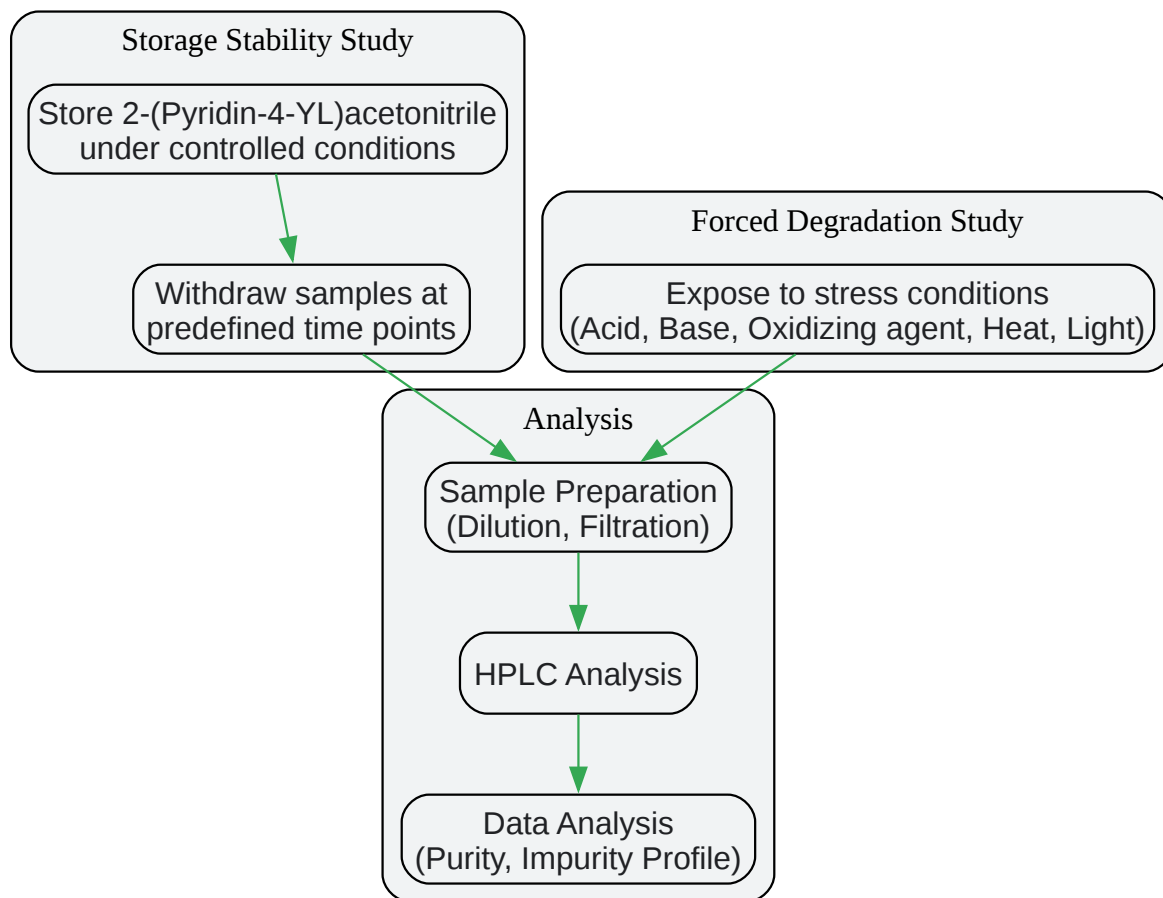 Storage Stability Study
Store 2-(Pyridin-4-YL)acetonitrile
under controlled conditions
Withdraw samples at
predefined time points
Forced Degradation Study
Expose to stress conditions
(Acid, Base, Oxidizing agent, Heat, Light)
Analysis
Sample Preparation
(Dilution, Filtration)
HPLC Analysis
Data Analysis
(Purity, Impurity Profile)